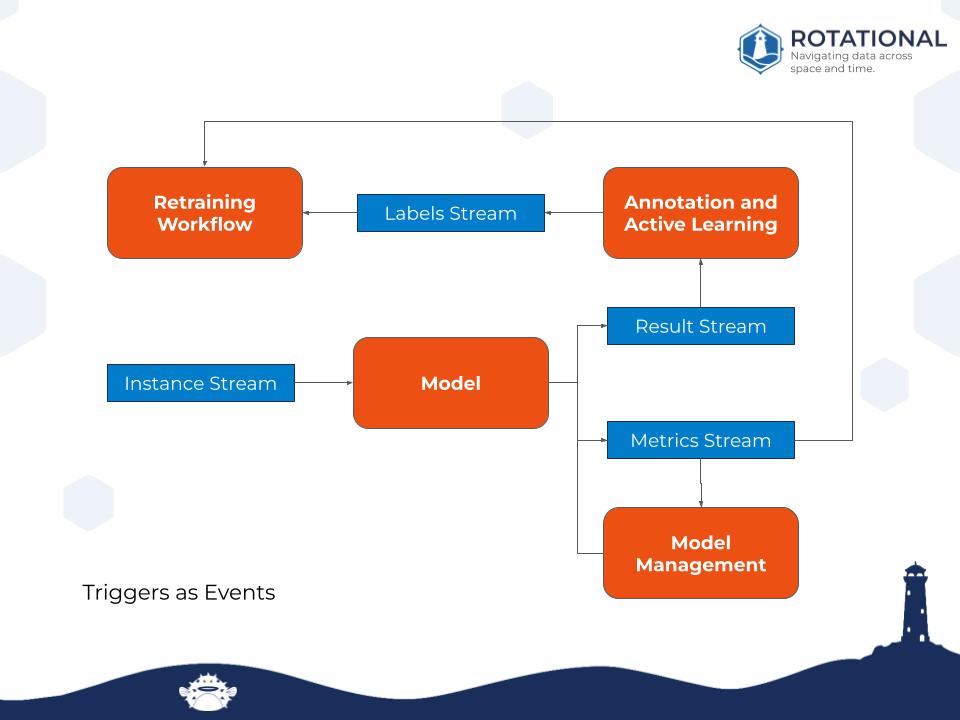 ROTATIONAL
Navigating data across
space and time.
Retraining
Workflow
Labels Stream
Annotation and
Active Learning
Result Stream
Instance Stream
Model
Metrics Stream
Model
Management
Triggers as Events